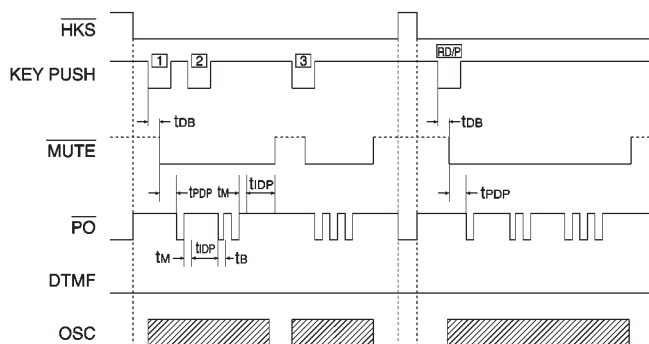 HKS
KEY PUSH
1
2
3
RD/P
tDB
tDB
MUTE
tPDP
tM
tIDP
tPDP
PO
tM
tIDP
tB
DTMF
OSC